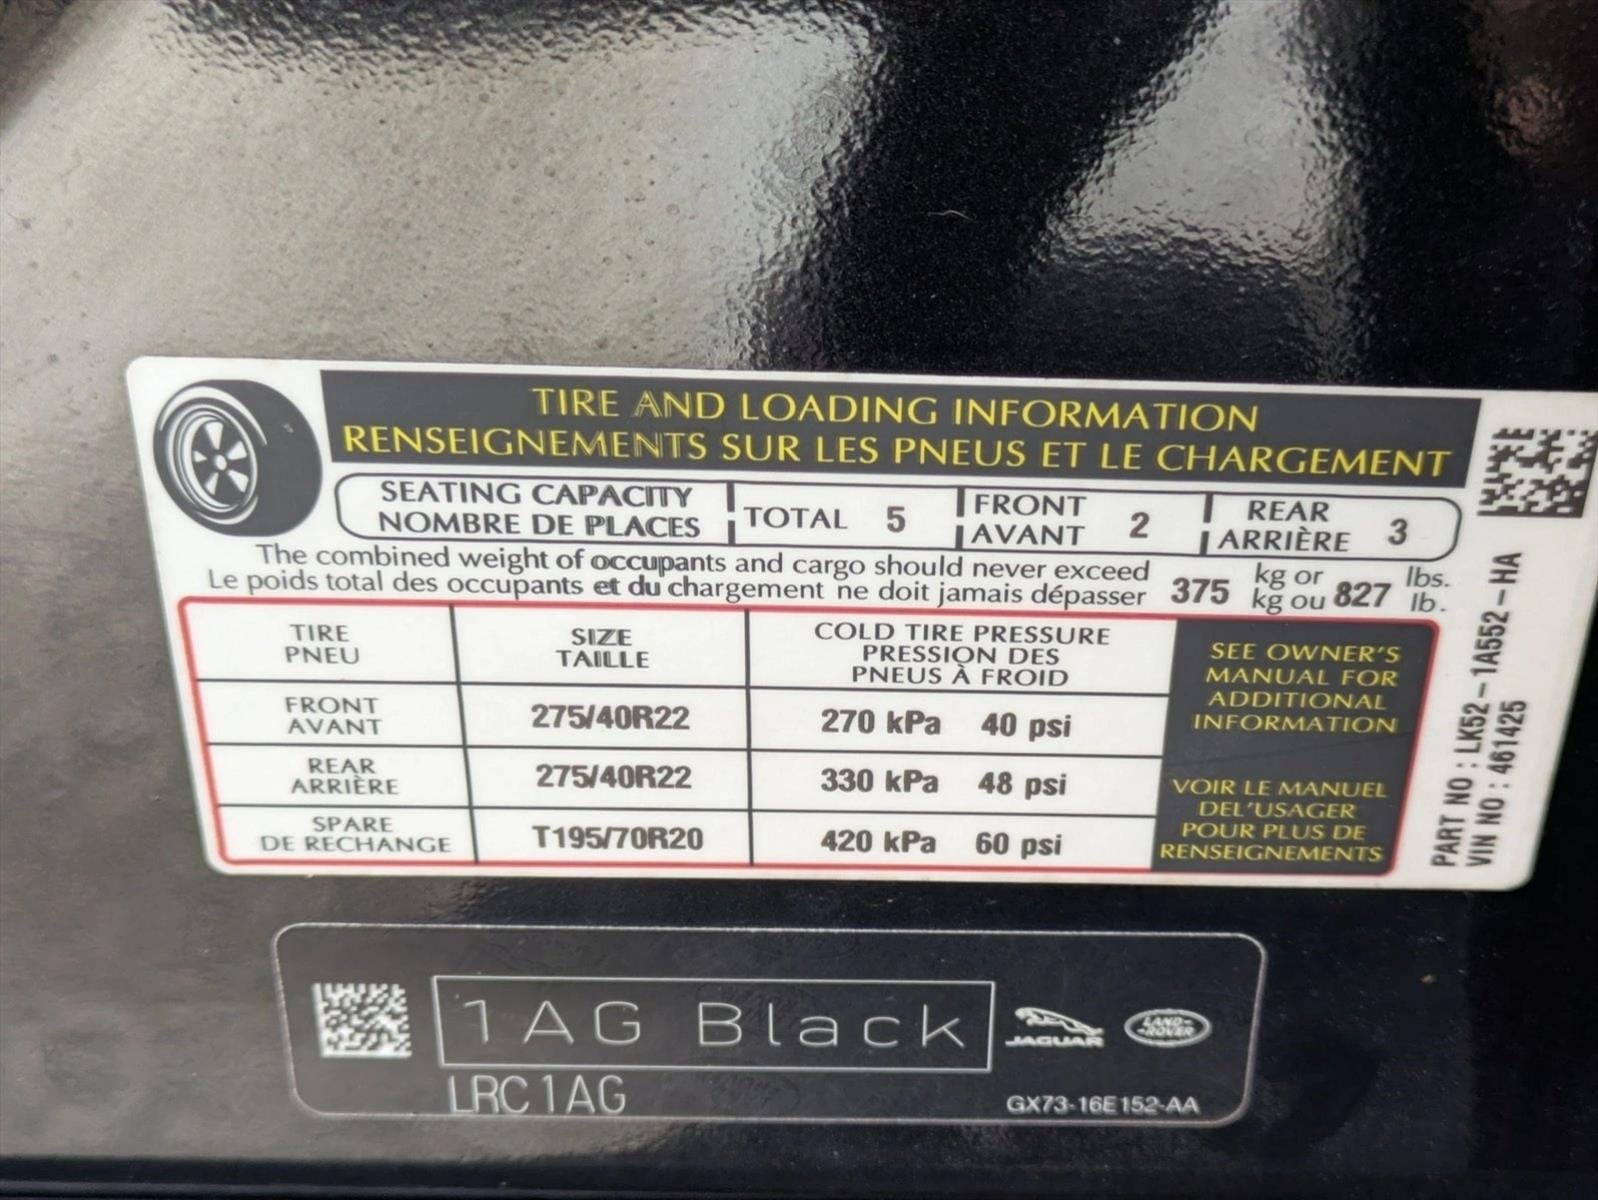 TIRE AND LOADING INFORMATION
RENSEIGNEMENTS SUR LES PNEUS ET LE CHARGEMENT
SEATING CAPACITY
NOMBRE DE PLACES
TOTAL 5
FRONT
AVANT
2
REAR
ARRIÈRE
3
The combined weight of occupants and cargo should never exceed
Le poids total des occupants et du chargement ne doit jamais dépasser
375 kg or 827 lbs.
kg ou lb.
TIRE
PNEU
SIZE
TAILLE
COLD TIRE PRESSURE
PRESSION DES
PNEUS À FROID
FRONT
AVANT
275/40R22
270 kPa 40 psi
REAR
ARRIÈRE
275/40R22
330 kPa 48 psi
SPARE
DE RECHANGE
T195/70R20
420 kPa 60 psi
SEE OWNER'S
MANUAL FOR
ADDITIONAL
INFORMATION
VOIR LE MANUEL
DEL'USAGER
POUR PLUS DE
RENSEIGNEMENTS
PART NO : LK52-1A552-HA
VIN NO : 461425
1AG Black
LRC1AG
JAGUAR
LAND-
-ROVER
GX73-16E152-AA